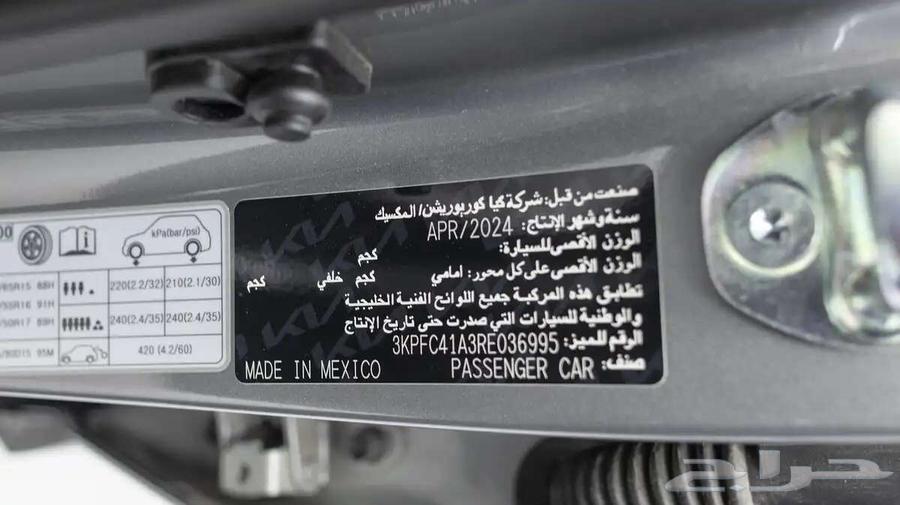 صنعت من قبل: شركة كيا كوربوريشن/ المكسيك
سنة وشهر الإنتاج: APR/2024
الوزن الأقصى للسيارة: كجم
الوزن الأقصى على كل محور: امامي كجم خلفي كجم
تطابق هذه المركبة جميع اللوائح الفنية الخليجية
والوطنية للسيارات التي صدرت حتى تاريخ الإنتاج
الرقم المميز: 3KPFC41A3RE036995
صنف: PASSENGER CAR
MADE IN MEXICO
kPa(bar/psi)
220(2.2/32) 210(2.1/30)
240(2.4/35) 240(2.4/35)
420 (4.2/60)
حراج